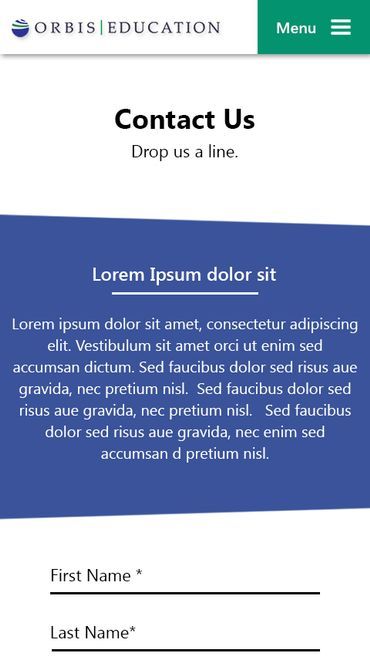 ORBIS|EDUCATION
Menu
Contact Us
Drop us a line.
Lorem Ipsum dolor sit
Lorem ipsum dolor sit amet, consectetur adipiscing
elit. Vestibulum sit amet orci ut enim sed
accumsan dictum. Sed faucibus dolor sed risus aue
gravida, nec pretium nisl.  Sed faucibus dolor sed
risus aue gravida, nec pretium nisl.   Sed faucibus
dolor sed risus aue gravida, nec enim sed
accumsan d pretium nisl.
First Name *
Last Name*